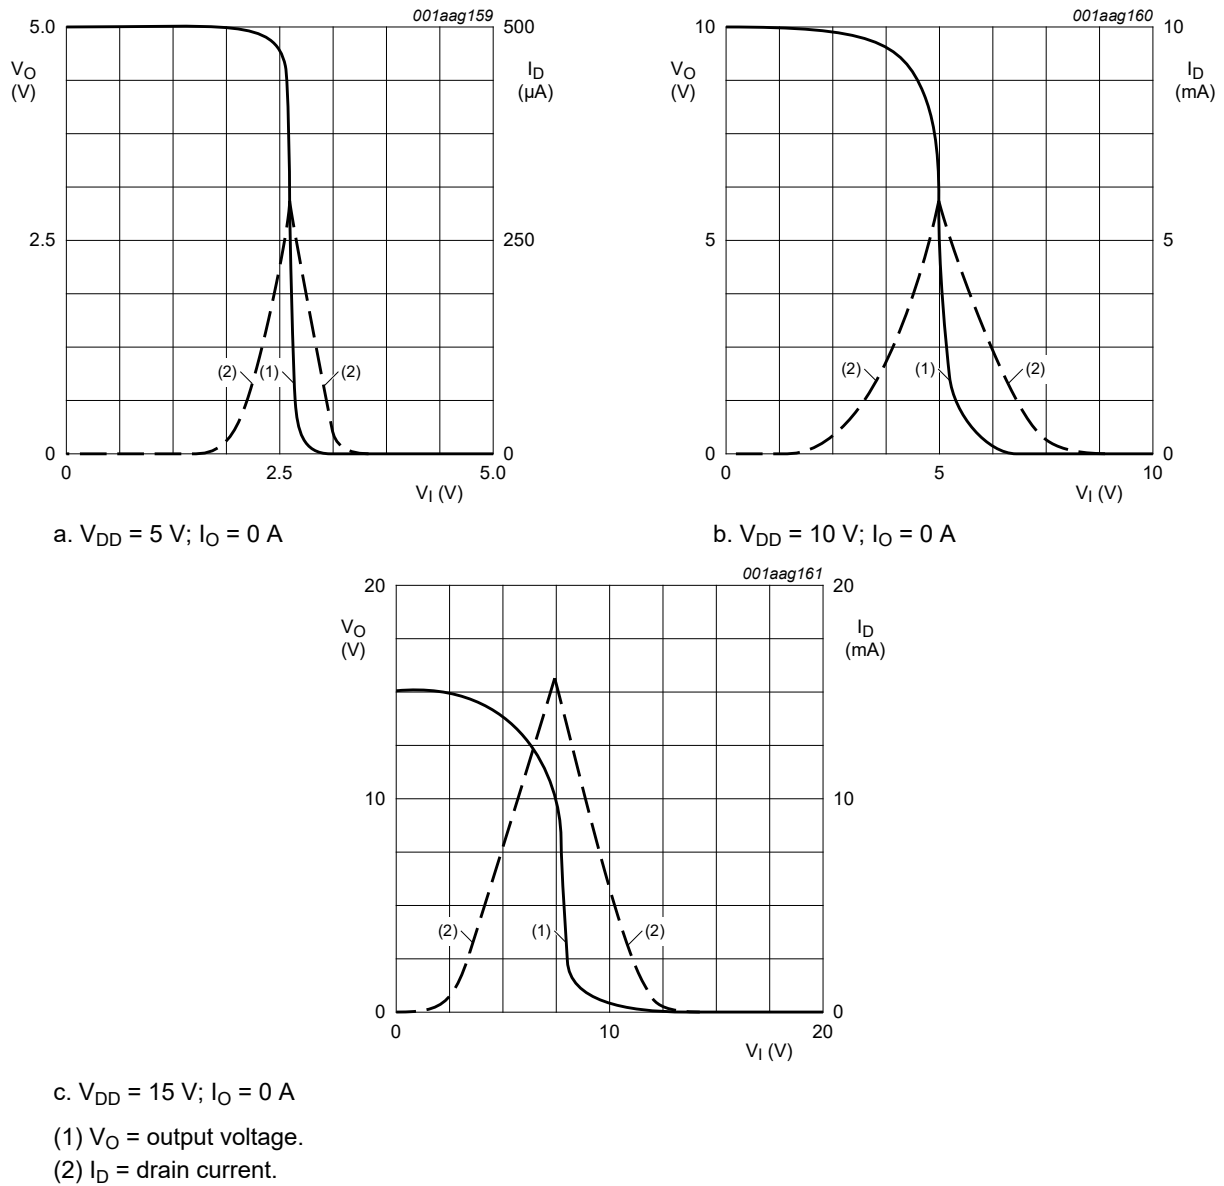 001aag159
5.0
500
V_O
(V)
I_D
(µA)
2.5
250
(2)
(1)
(2)
0
0
0
2.5
5.0
V_I (V)
a. V_DD = 5 V; I_O = 0 A
001aag160
10
10
V_O
(V)
I_D
(mA)
5
5
(2)
(1)
(2)
0
0
0
5
10
V_I (V)
b. V_DD = 10 V; I_O = 0 A
001aag161
20
20
V_O
(V)
I_D
(mA)
10
10
(2)
(1)
(2)
0
0
0
10
20
V_I (V)
c. V_DD = 15 V; I_O = 0 A
(1) V_O = output voltage.
(2) I_D = drain current.